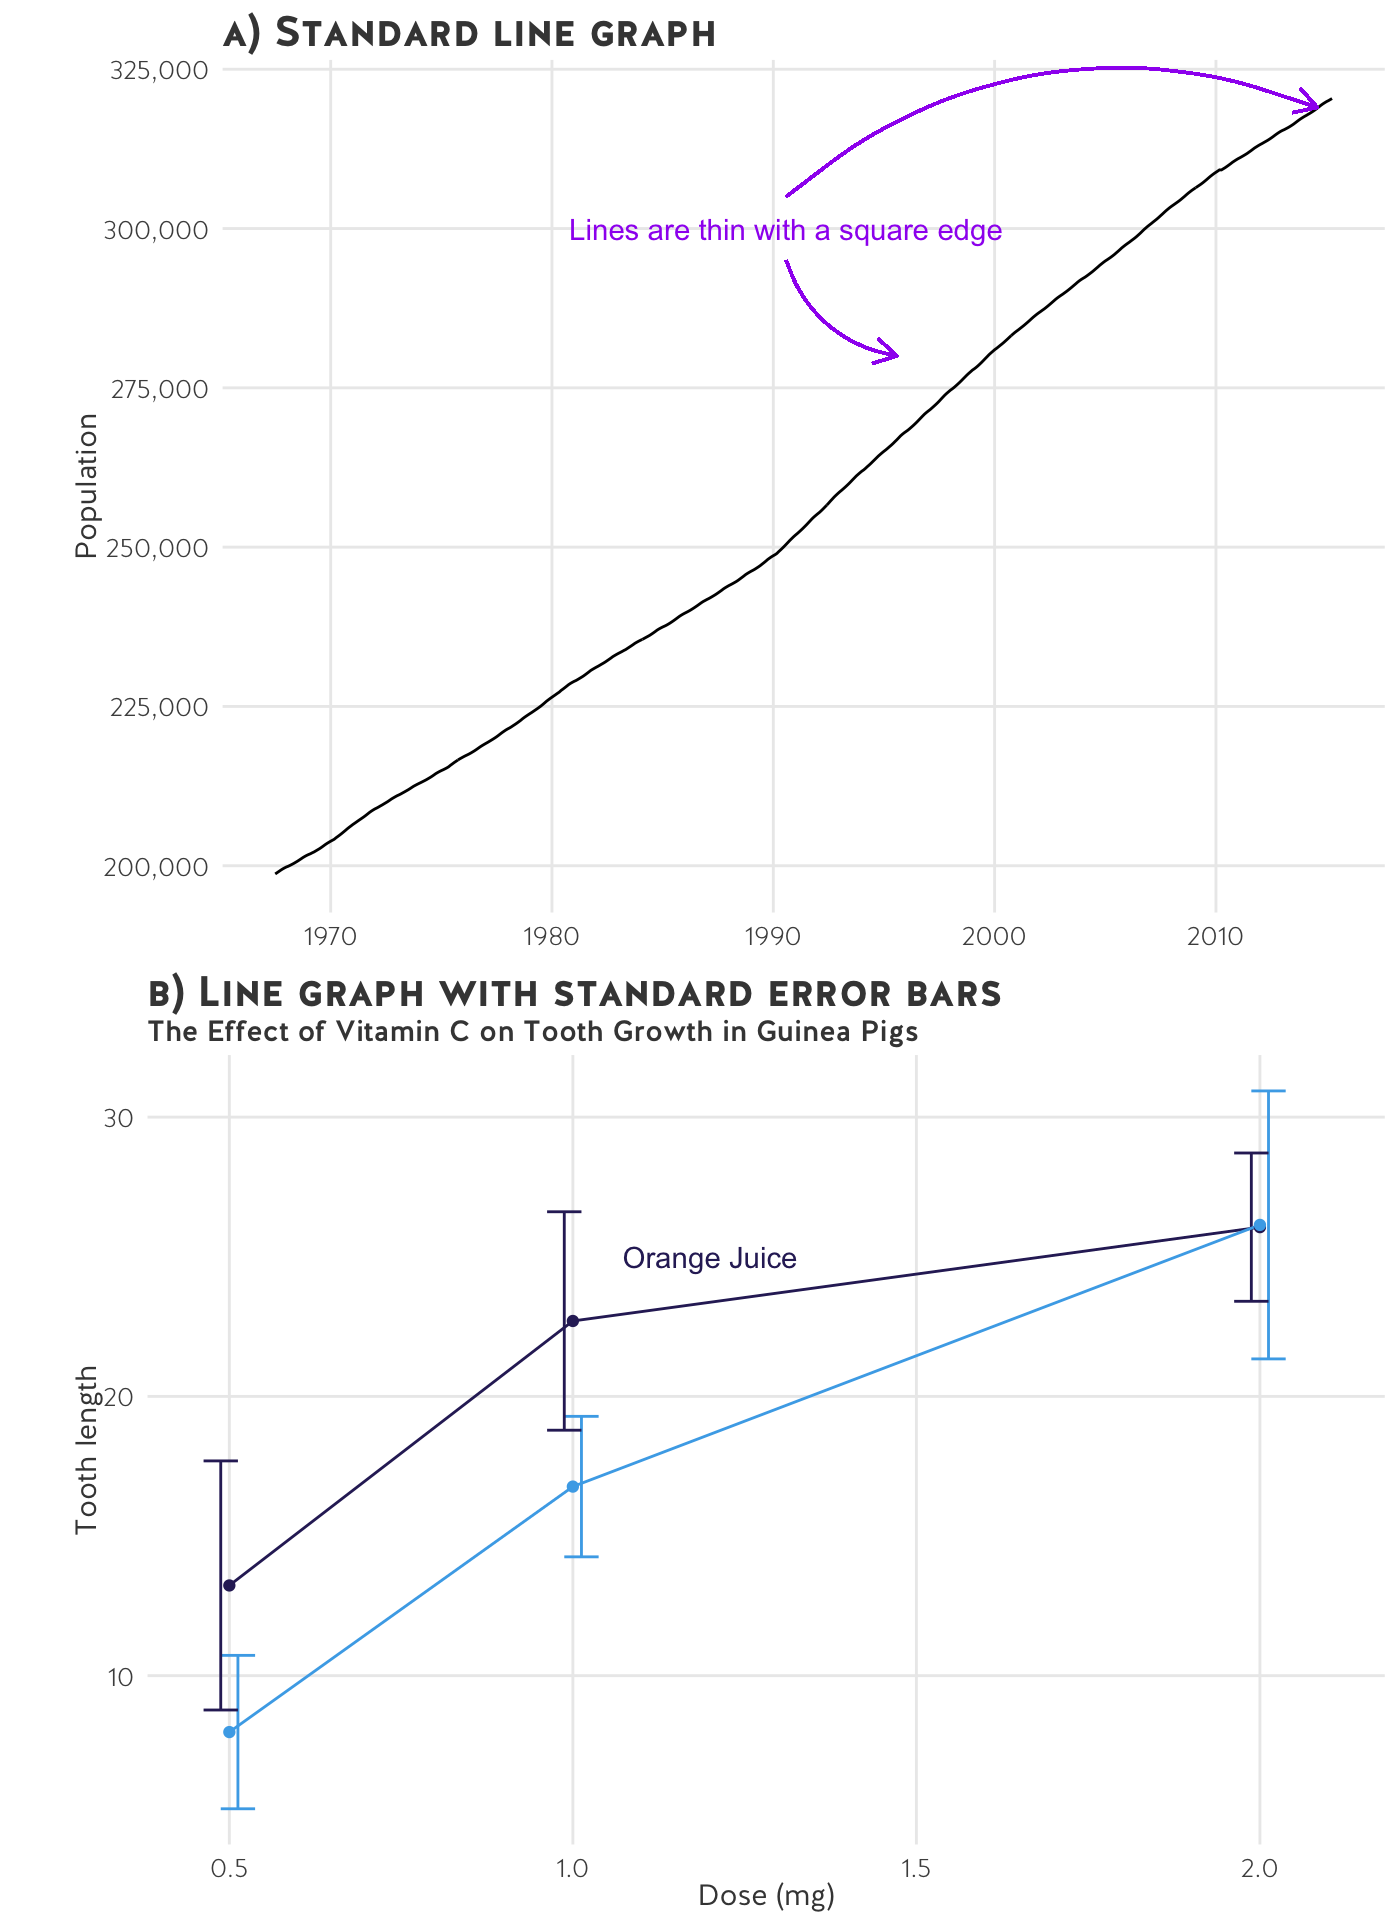 A) STANDARD LINE GRAPH
325,000
300,000
275,000
250,000
225,000
200,000
Population
Lines are thin with a square edge
1970 1980 1990 2000 2010
B) LINE GRAPH WITH STANDARD ERROR BARS
The Effect of Vitamin C on Tooth Growth in Guinea Pigs
30
20
10
Tooth length
Orange Juice
0.5 1.0 1.5 2.0
Dose (mg)